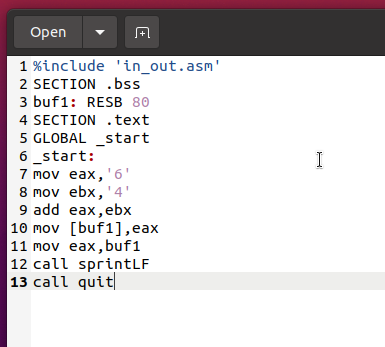 Open
1 %include 'in_out.asm'
2 SECTION .bss
3 buf1: RESB 80
4 SECTION .text
5 GLOBAL _start
6 _start:
7 mov eax,'6'
8 mov ebx,'4'
9 add eax,ebx
10 mov [buf1],eax
11 mov eax,buf1
12 call sprintLF
13 call quit